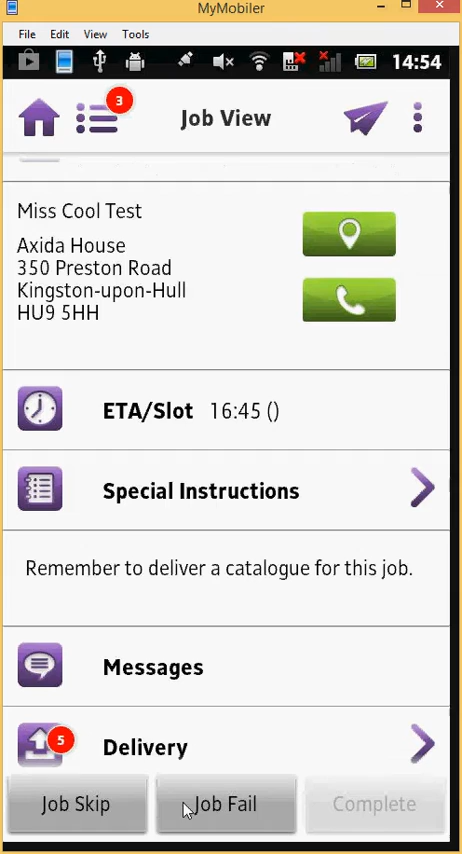 MyMobiler
File Edit View Tools
14:54
3
Job View
Miss Cool Test
Axida House
350 Preston Road
Kingston-upon-Hull
HU9 5HH
ETA/Slot 16:45 ()
Special Instructions
Remember to deliver a catalogue for this job.
Messages
5
Delivery
Job Skip Job Fail Complete